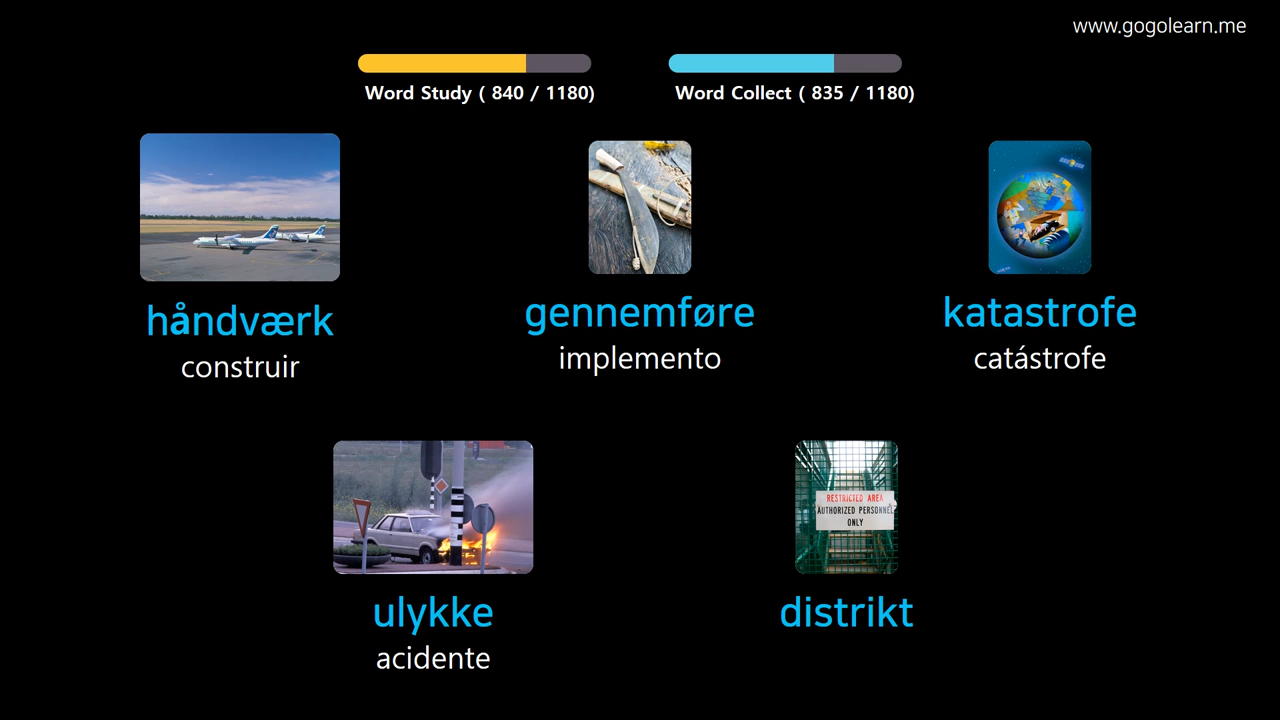 www.gogolearn.me
Word Study ( 840 / 1180)
Word Collect ( 835 / 1180)
håndværk
construir
gennemføre
implemento
katastrofe
catástrofe
RESTRICTED AREA
AUTHORIZED PERSONNEL
ONLY
ulykke
acidente
distrikt